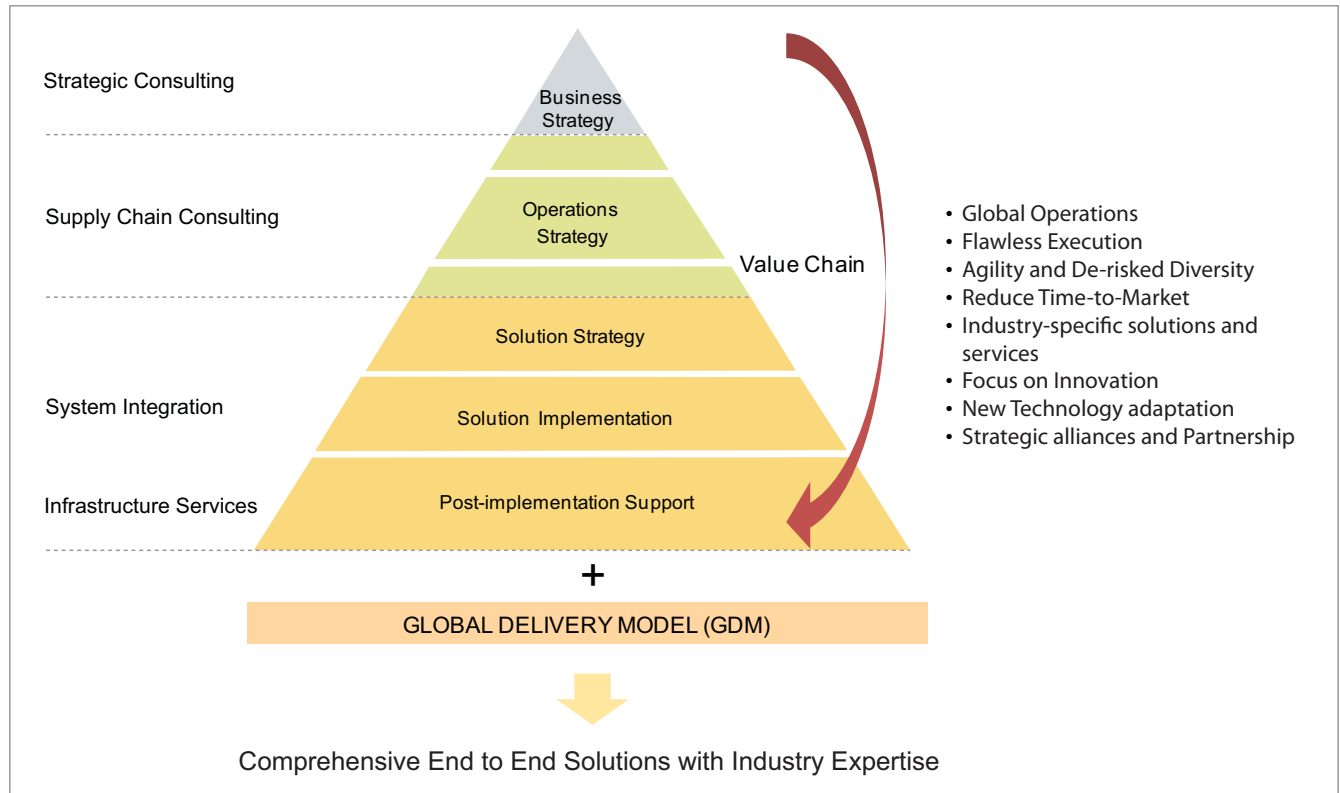 Strategic Consulting
Business
Strategy
Supply Chain Consulting
Operations
Strategy
Value Chain
Solution Strategy
System Integration
Solution Implementation
Infrastructure Services
Post-implementation Support
• Global Operations
• Flawless Execution
• Agility and De-risked Diversity
• Reduce Time-to-Market
• Industry-specific solutions and
services
• Focus on Innovation
• New Technology adaptation
• Strategic alliances and Partnership
+
GLOBAL DELIVERY MODEL (GDM)
Comprehensive End to End Solutions with Industry Expertise